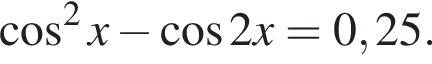 cos² x − cos 2x = 0, 25.